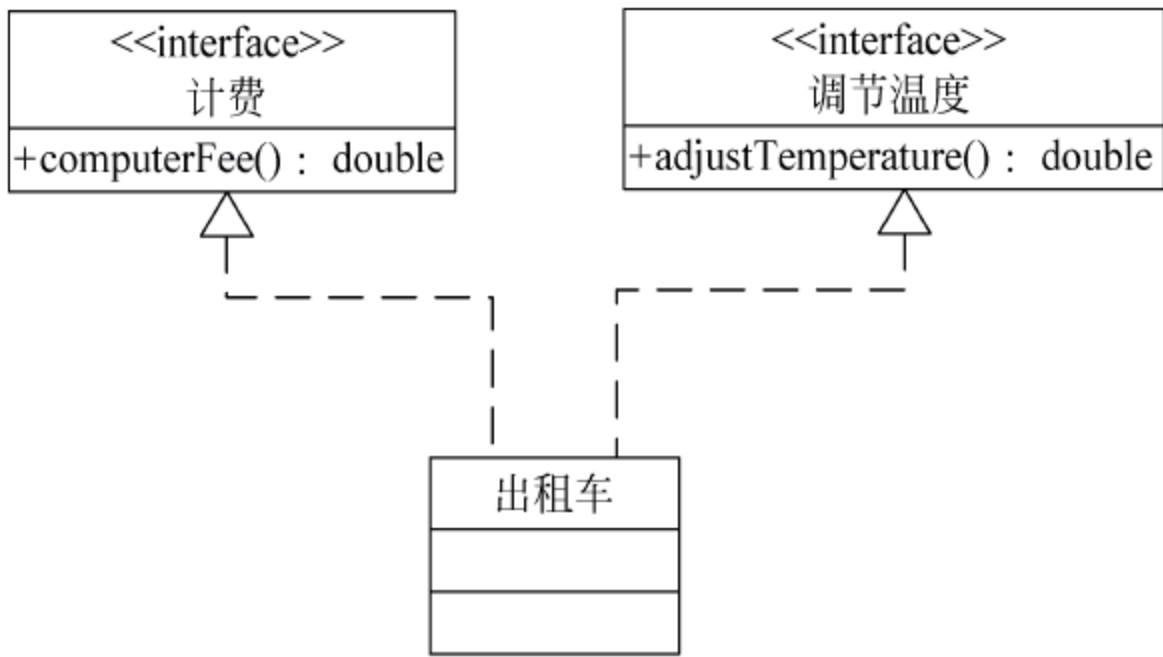 <<interface>>
计费
+computerFee()： double
<<interface>>
调节温度
+adjustTemperature()： double
出租车